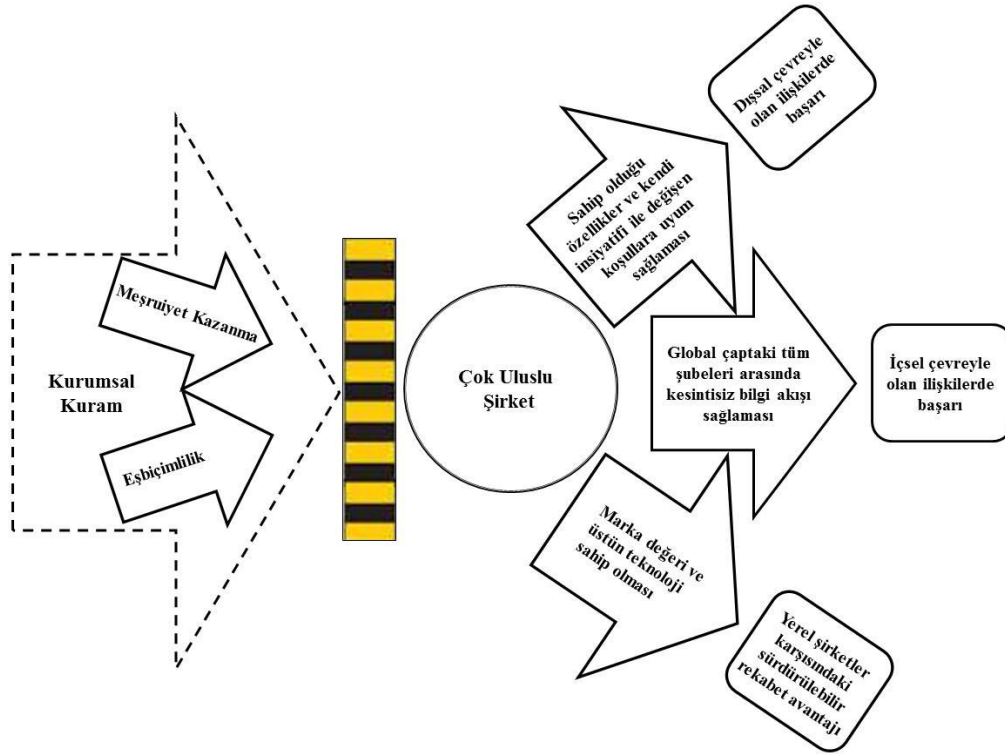 Kurumsal
Kuram
Meşruiyet Kazanma
Eşbiçimlilik
Çok Uluslu
Şirket
Sahip olduğu
özellikler ve kendi
insiyatifi ile değişen
koşullara uyum
sağlaması
Dışsal çevreyle
olan ilişkilerde
başarı
Global çaptaki tüm
şubeleri arasında
kesintisiz bilgi akışı
sağlaması
İçsel çevreyle
olan ilişkilerde
başarı
Marka değeri ve
üstün teknoloji
sahip olması
Yerel şirketler
karşısındaki
sürdürülebilir
rekabet avantajı